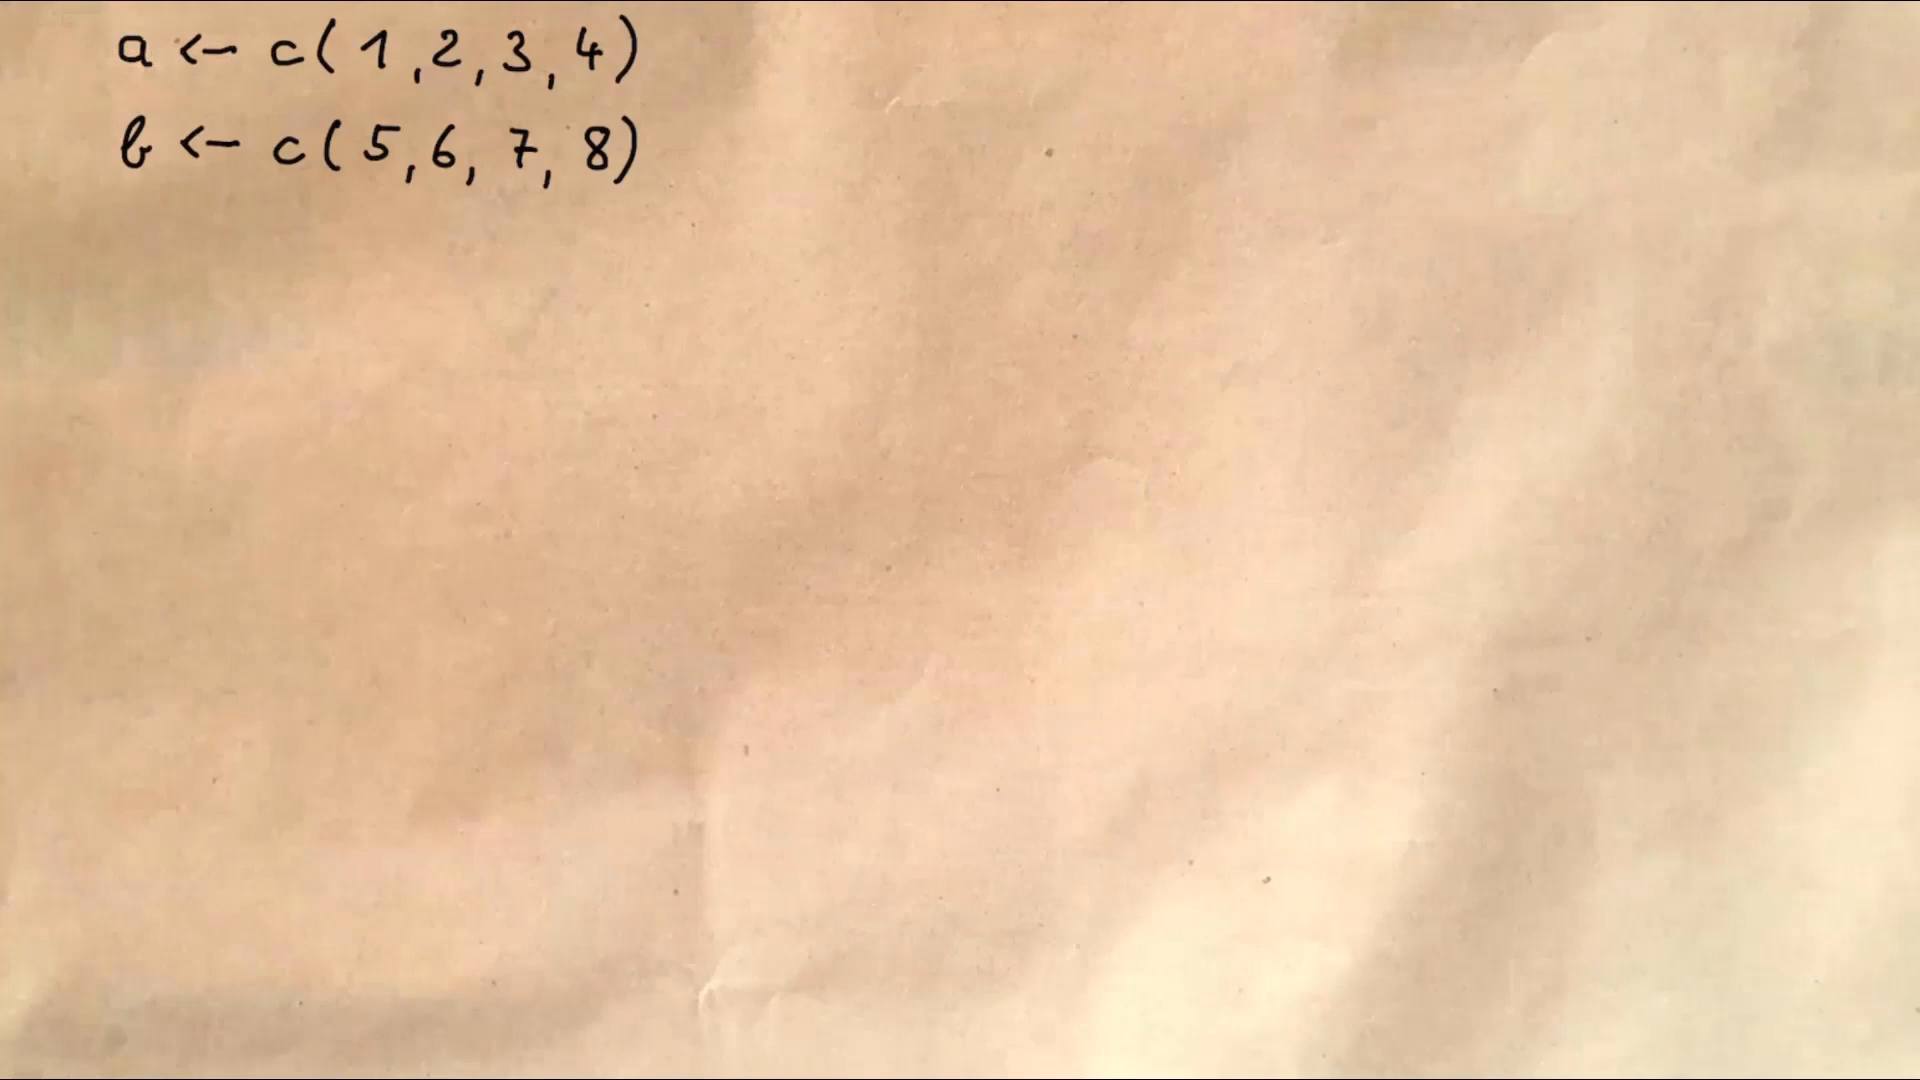 a <- c(1,2,3,4)
b <- c(5,6,7,8)